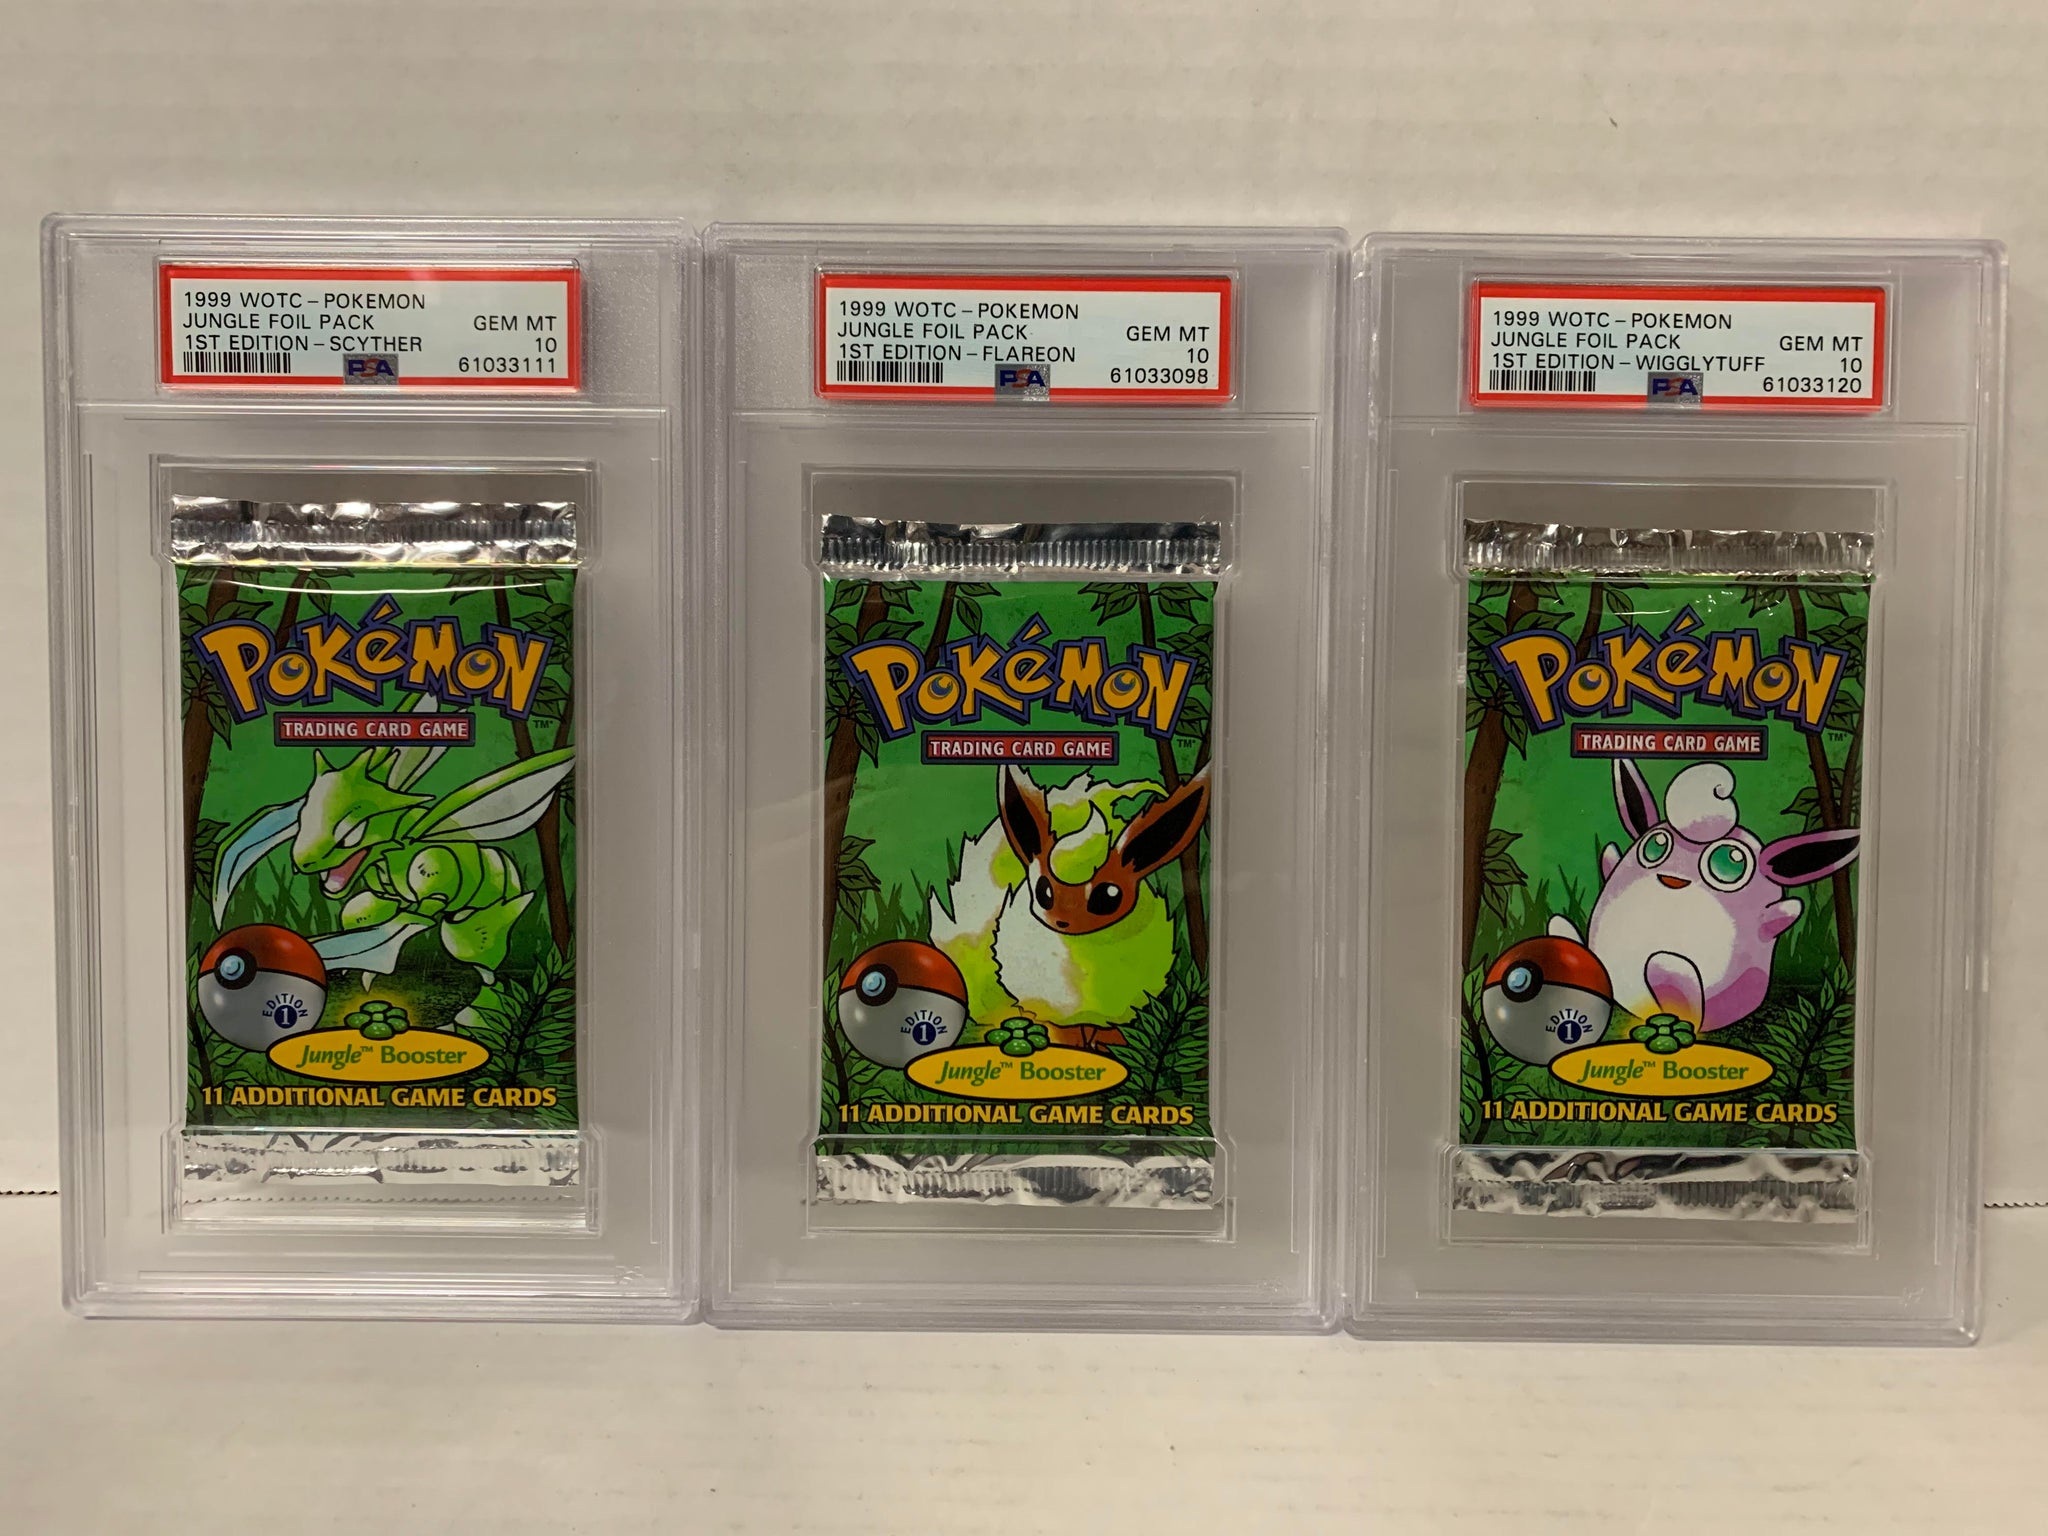 1999 WOTC - POKEMON
JUNGLE FOIL PACK GEM MT
1ST EDITION - SCYTHER 10
PSA 61033111
POKéMON
TM
TRADING CARD GAME
EDITION
1
Jungle™ Booster
11 ADDITIONAL GAME CARDS
1999 WOTC - POKEMON
JUNGLE FOIL PACK GEM MT
1ST EDITION - FLAREON 10
PSA 61033098
POKéMON
TM
TRADING CARD GAME
EDITION
1
Jungle™ Booster
11 ADDITIONAL GAME CARDS
1999 WOTC - POKEMON
JUNGLE FOIL PACK GEM MT
1ST EDITION - WIGGLYTUFF 10
PSA 61033120
POKéMON
TM
TRADING CARD GAME
EDITION
1
Jungle™ Booster
11 ADDITIONAL GAME CARDS